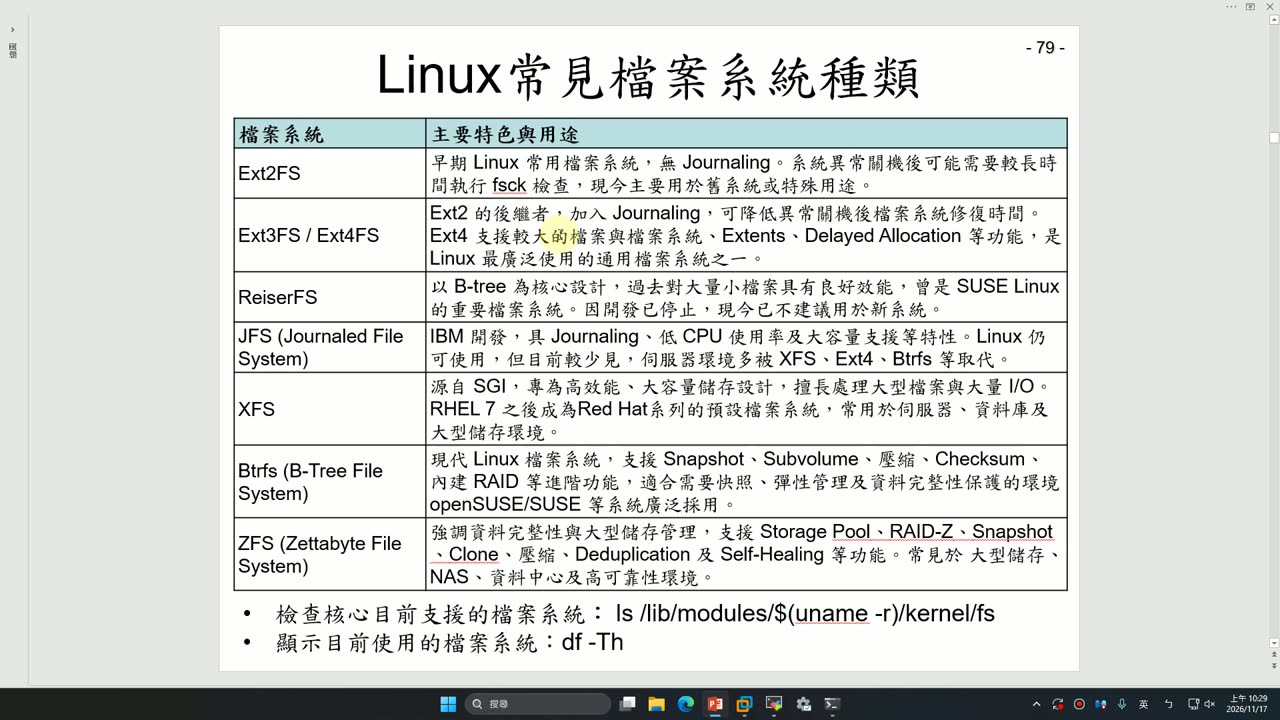 - 79 -
Linux常見檔案系統種類
檔案系統
主要特色與用途
Ext2FS
早期 Linux 常用檔案系統，無 Journaling。系統異常關機後可能需要較長時
間執行 fsck 檢查，現今主要用於舊系統或特殊用途。
Ext3FS / Ext4FS
Ext2 的後繼者，加入 Journaling，可降低異常關機後檔案系統修復時間。
Ext4 支援較大的檔案與檔案系統、Extents、Delayed Allocation 等功能，是
Linux 最廣泛使用的通用檔案系統之一。
ReiserFS
以 B-tree 為核心設計，過去對大量小檔案具有良好效能，曾是 SUSE Linux
的重要檔案系統。因開發已停止，現今已不建議用於新系統。
JFS (Journaled File
System)
IBM 開發，具 Journaling、低 CPU 使用率及大容量支援等特性。Linux 仍
可使用，但目前較少見，伺服器環境多被 XFS、Ext4、Btrfs 等取代。
XFS
源自 SGI，專為高效能、大容量儲存設計，擅長處理大型檔案與大量 I/O。
RHEL 7 之後成為Red Hat系列的預設檔案系統，常用於伺服器、資料庫及
大型儲存環境。
Btrfs (B-Tree File
System)
現代 Linux 檔案系統，支援 Snapshot、Subvolume、壓縮、Checksum、
內建 RAID 等進階功能，適合需要快照、彈性管理及資料完整性保護的環境
openSUSE/SUSE 等系統廣泛採用。
ZFS (Zettabyte File
System)
強調資料完整性與大型儲存管理，支援 Storage Pool、RAID-Z、Snapshot
、Clone、壓縮、Deduplication 及 Self-Healing 等功能。常見於 大型儲存、
NAS、資料中心及高可靠性環境。
• 檢查核心目前支援的檔案系統： ls /lib/modules/$(uname -r)/kernel/fs
• 顯示目前使用的檔案系統：df -Th
搜尋
英
ㄅ
上午 10:29
2026/11/17